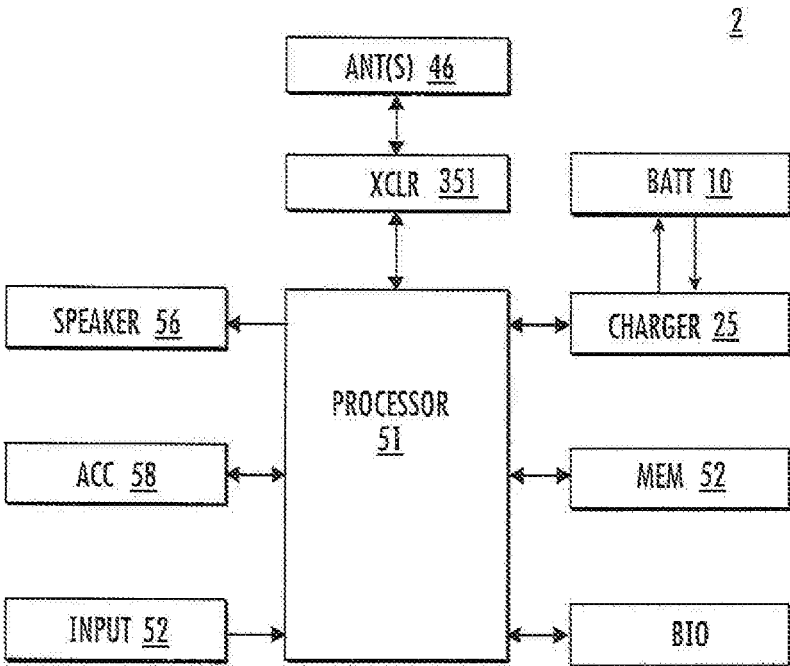 2
ANT(S) 46
XCLR 351
BATT 10
SPEAKER 56
CHARGER 25
PROCESSOR
51
ACC 58
MEM 52
INPUT 52
BIO